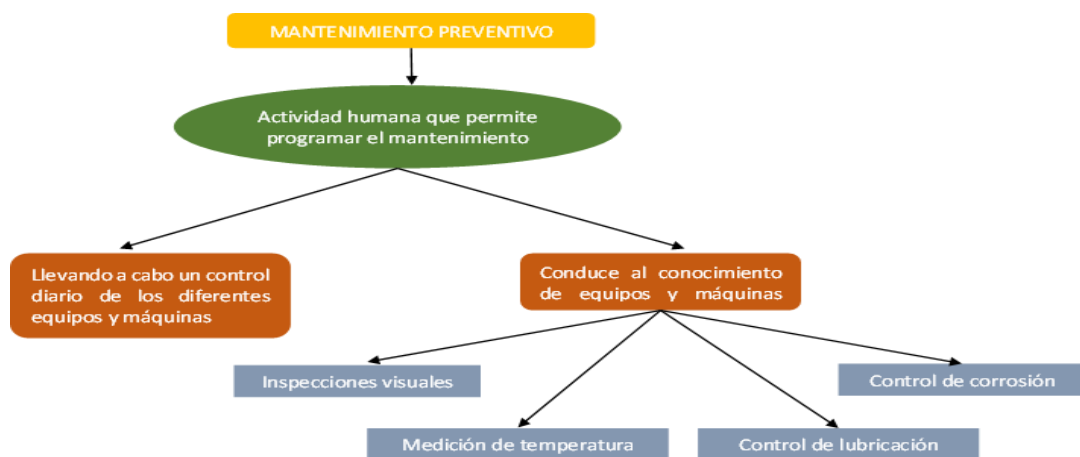 MANTENIMIENTO PREVENTIVO
Actividad humana que permite
programar el mantenimiento
Llevando a cabo un control
diario de los diferentes
equipos y máquinas
Conduce al conocimiento
de equipos y máquinas
Inspecciones visuales
Control de corrosión
Medición de temperatura
Control de lubricación